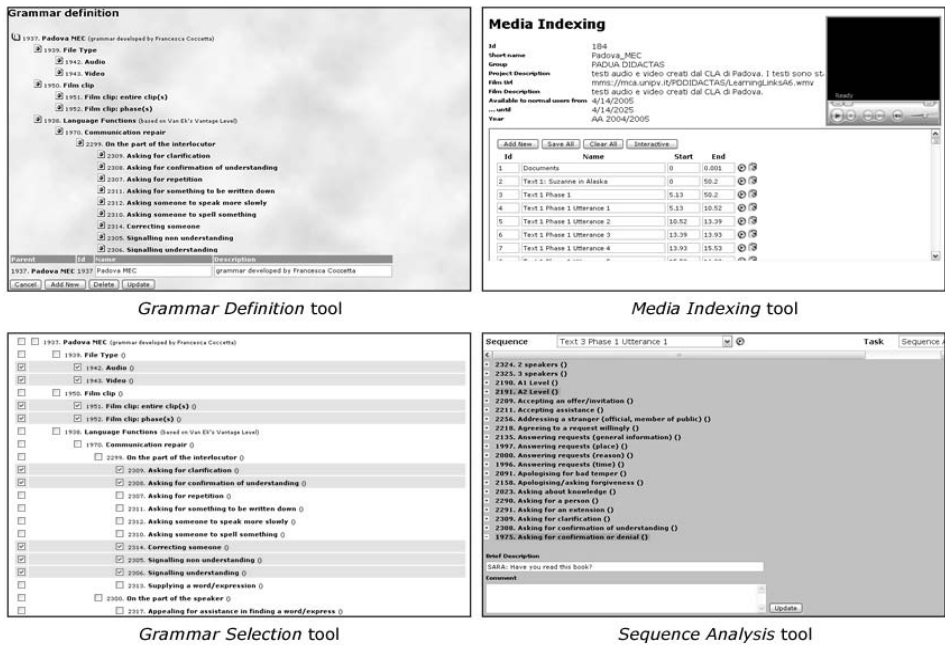 Grammar definition
1937. Padova MEC (grammar developed by Francesca Coccetta)
1939. File Type
1942. Audio
1943. Video
1950. Film clip
1951. Film clip: entire clip(s)
1952. Film clip: phase(s)
1938. Language Functions (based on Van Ek's Vantage Level)
1970. Communication repair
2299. On the part of the interlocutor
2309. Asking for clarification
2308. Asking for confirmation of understanding
2307. Asking for repetition
2311. Asking for something to be written down
2312. Asking someone to speak more slowly
2310. Asking someone to spell something
2314. Correcting someone
2305. Signalling non understanding
2306. Signalling understanding
Parent Id Name Description
1937. Padova MEC 1937 Padova MEC grammar developed by Francesca Coccetta
Cancel Add New Delete Update
Grammar Definition tool
Media Indexing
Id 184
Short name Padova_MEC
Group PADUA DIDACTAS
Project Description testi audio e video creati dal CLA di Padova. I testi sono st
Film Url mms://mca.unipv.it/PDDIDACTAS/LearningLinksA6.wmv
Film Description testi audio e video creati dal CLA di Padova.
Available to normal users from 4/14/2005
... until 4/14/2025
Year AA 2004/2005
Ready
Add New Save All Clear All Interactive
Id Name Start End
1 Documents 0 0.001
2 Text 1: Suzanne in Alaska 0 50.2
3 Text 1 Phase 1 5.13 50.2
4 Text 1 Phase 1 Utterance 1 5.13 10.52
5 Text 1 Phase 1 Utterance 2 10.52 13.39
6 Text 1 Phase 1 Utterance 3 13.39 13.93
7 Text 1 Phase 1 Utterance 4 13.93 15.53
Media Indexing tool
1937. Padova MEC (grammar developed by Francesca Coccetta)
1939. File Type ()
1942. Audio ()
1943. Video ()
1950. Film clip ()
1951. Film clip: entire clip(s) ()
1952. Film clip: phase(s) ()
1938. Language Functions (based on Van Ek's Vantage Level)
1970. Communication repair ()
2299. On the part of the interlocutor ()
2309. Asking for clarification ()
2308. Asking for confirmation of understanding ()
2307. Asking for repetition ()
2311. Asking for something to be written down ()
2312. Asking someone to speak more slowly ()
2310. Asking someone to spell something ()
2314. Correcting someone ()
2305. Signalling non understanding ()
2306. Signalling understanding ()
2313. Supplying a word/expression ()
2300. On the part of the speaker ()
2317. Appealing for assistance in finding a word/express ()
Grammar Selection tool
Sequence Text 3 Phase 1 Utterance 1 Task Sequence A
2324. 2 speakers ()
2325. 3 speakers ()
2190. A1 Level ()
2191. A2 Level ()
2209. Accepting an offer/invitation ()
2211. Accepting assistance ()
2256. Addressing a stranger (official, member of public) ()
2218. Agreeing to a request willingly ()
2135. Answering requests (general information) ()
1997. Answering requests (place) ()
2000. Answering requests (reason) ()
1996. Answering requests (time) ()
2091. Apologising for bad temper ()
2158. Apologising/asking forgiveness ()
2023. Asking about knowledge ()
2290. Asking for a person ()
2291. Asking for an extension ()
2309. Asking for clarification ()
2308. Asking for confirmation of understanding ()
1975. Asking for confirmation or denial ()
Brief Description
SARA: Have you read this book?
Comment
Update
Sequence Analysis tool